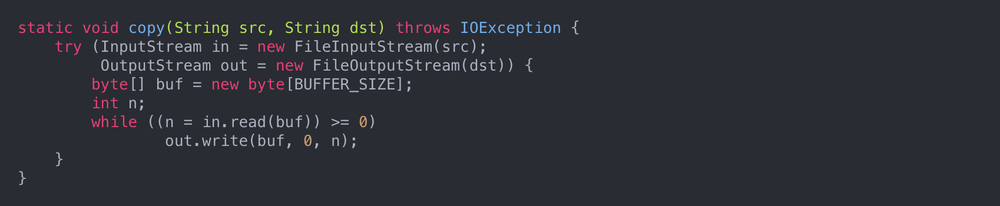 static void copy(String src, String dst) throws IOException {
    try (InputStream in = new FileInputStream(src);
         OutputStream out = new FileOutputStream(dst)) {
        byte[] buf = new byte[BUFFER_SIZE];
        int n;
        while ((n = in.read(buf)) >= 0)
                out.write(buf, 0, n);
    }
}